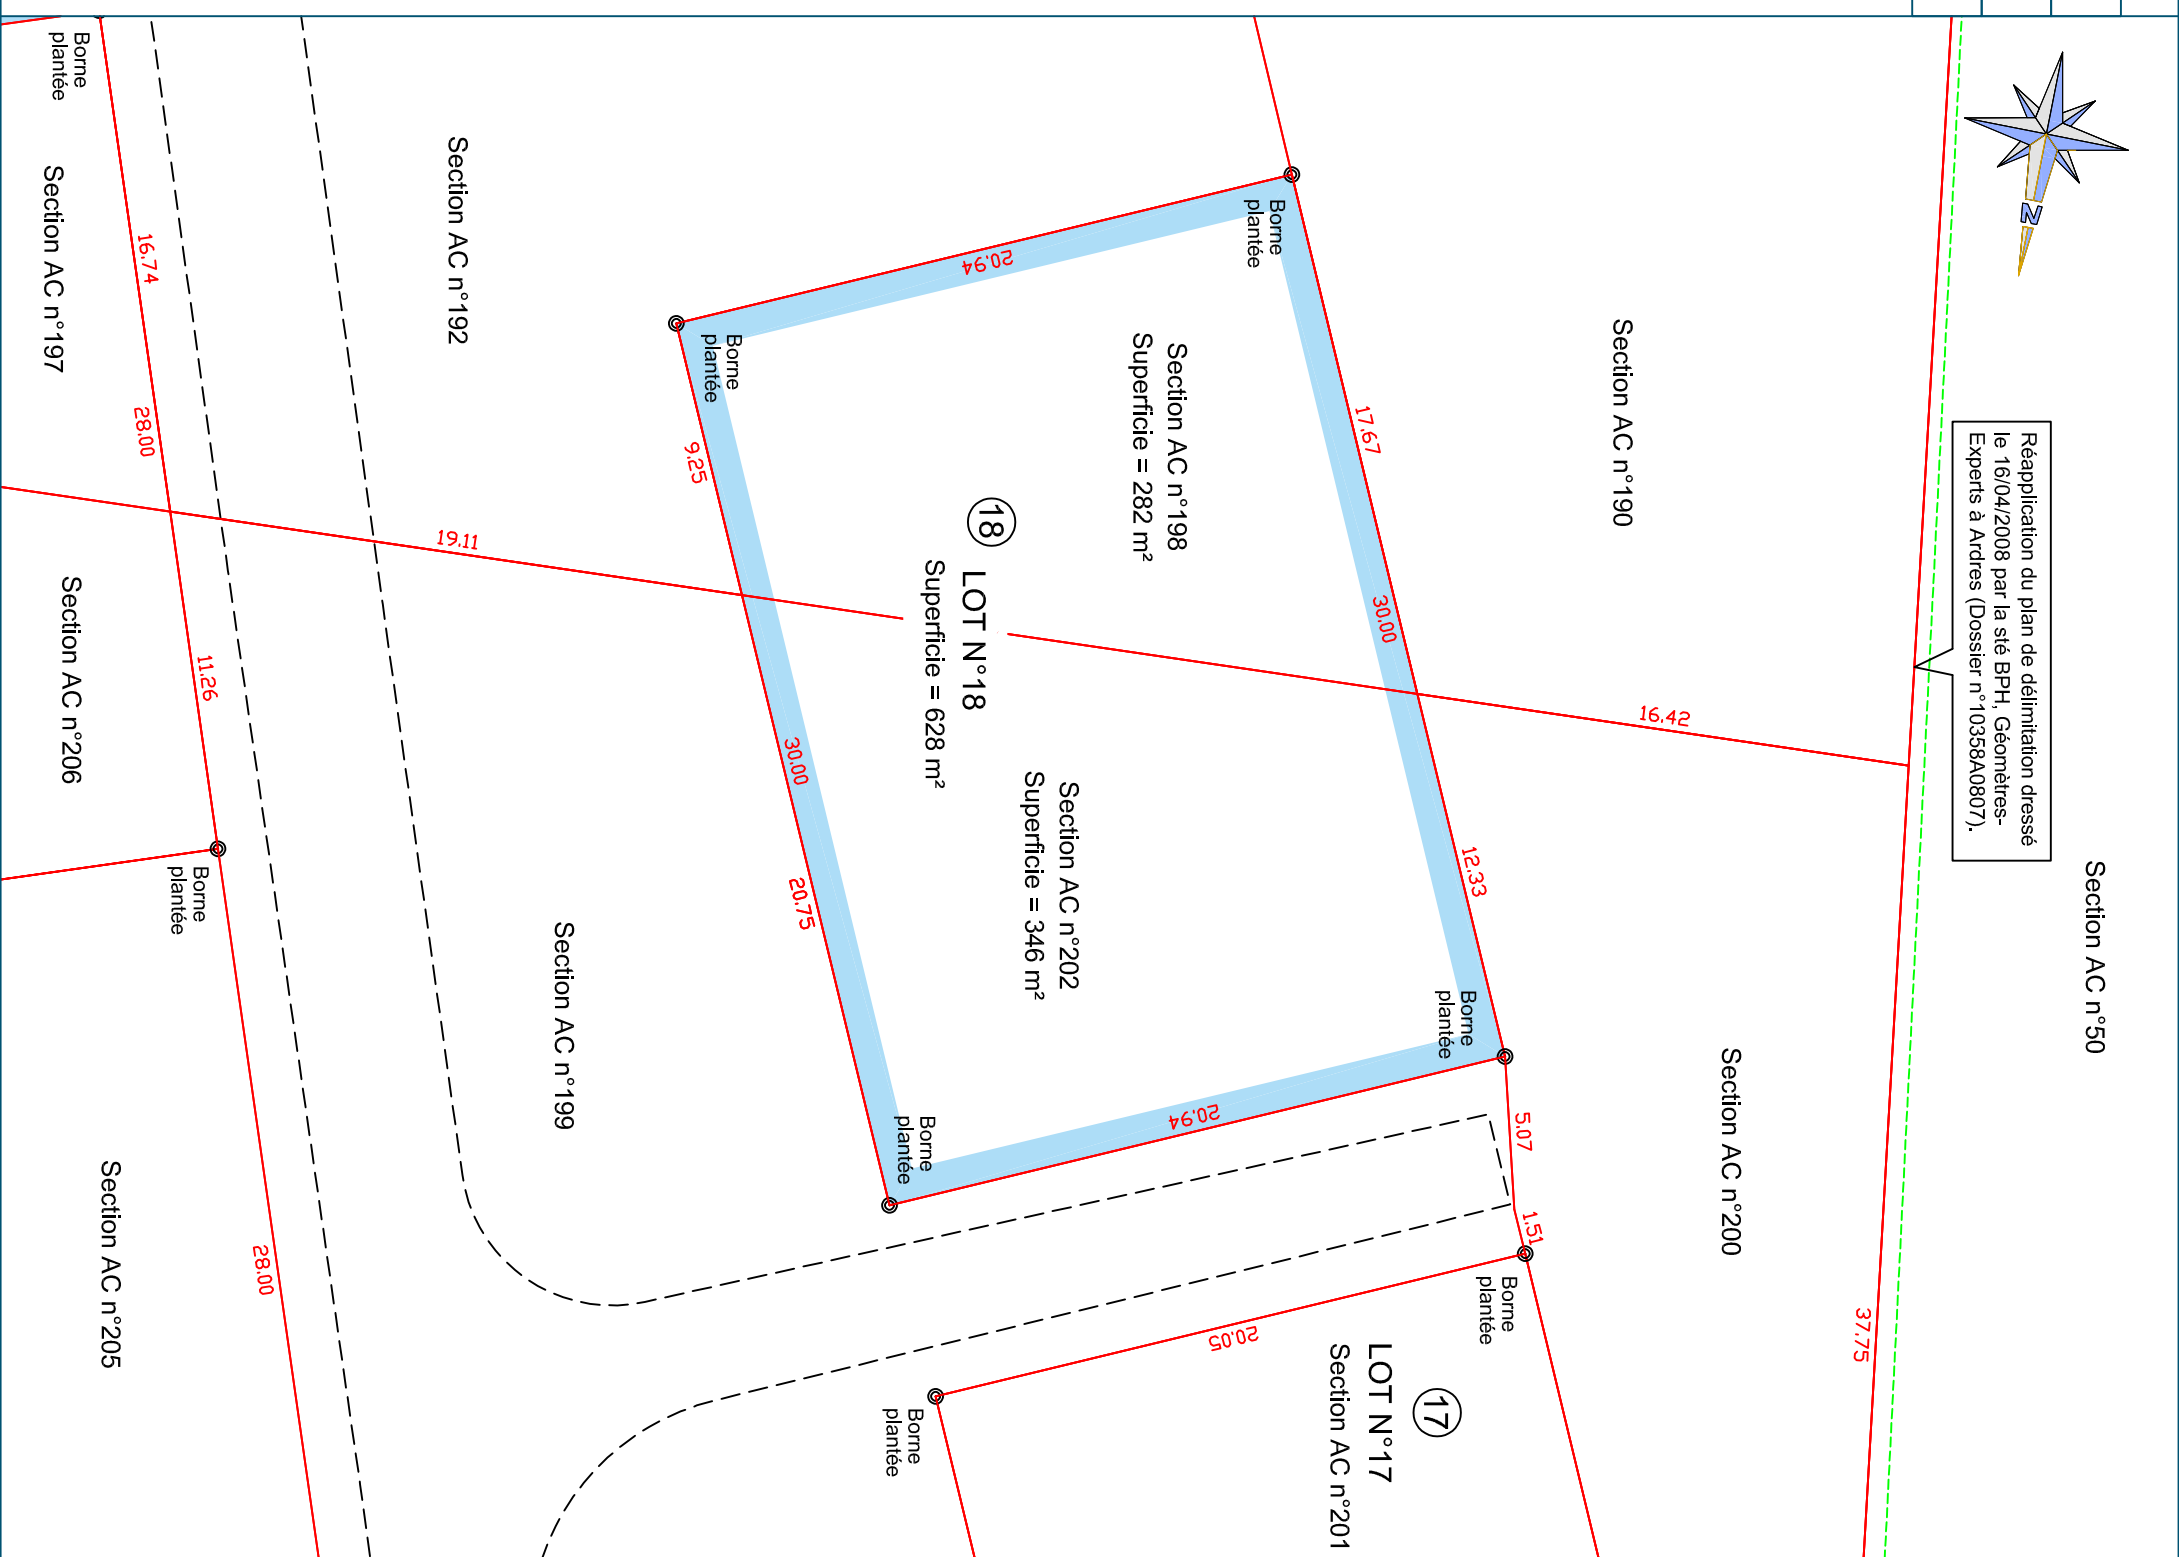 N
Section AC n°50
Réapplication du plan de délimitation dressé
le 16/04/2008 par la sté BPH, Géomètres-
Experts à Ardres (Dossier n°10358A0807).
37.75
Section AC n°190
16.42
Section AC n°200
17.67
30.00
12.33
5.07
1.51
Borne
plantée
Borne
plantée
Borne
plantée
Section AC n°198
Superficie = 282 m²
20.94
18
LOT N°18
Superficie = 628 m²
Section AC n°202
Superficie = 346 m²
20.94
20.05
17
LOT N°17
Section AC n°201
Borne
plantée
Borne
plantée
Borne
plantée
9.25
30.00
20.75
Section AC n°192
19.11
Section AC n°199
Borne
plantée
16.74
28.00
11.26
Borne
plantée
28.00
Section AC n°197
Section AC n°206
Section AC n°205